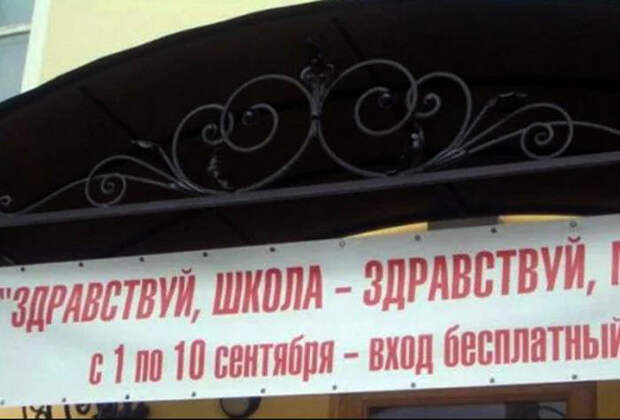 "ЗДРАВСТВУЙ, ШКОЛА - ЗДРАВСТВУЙ,
с 1 по 10 сентября - вход бесплатный